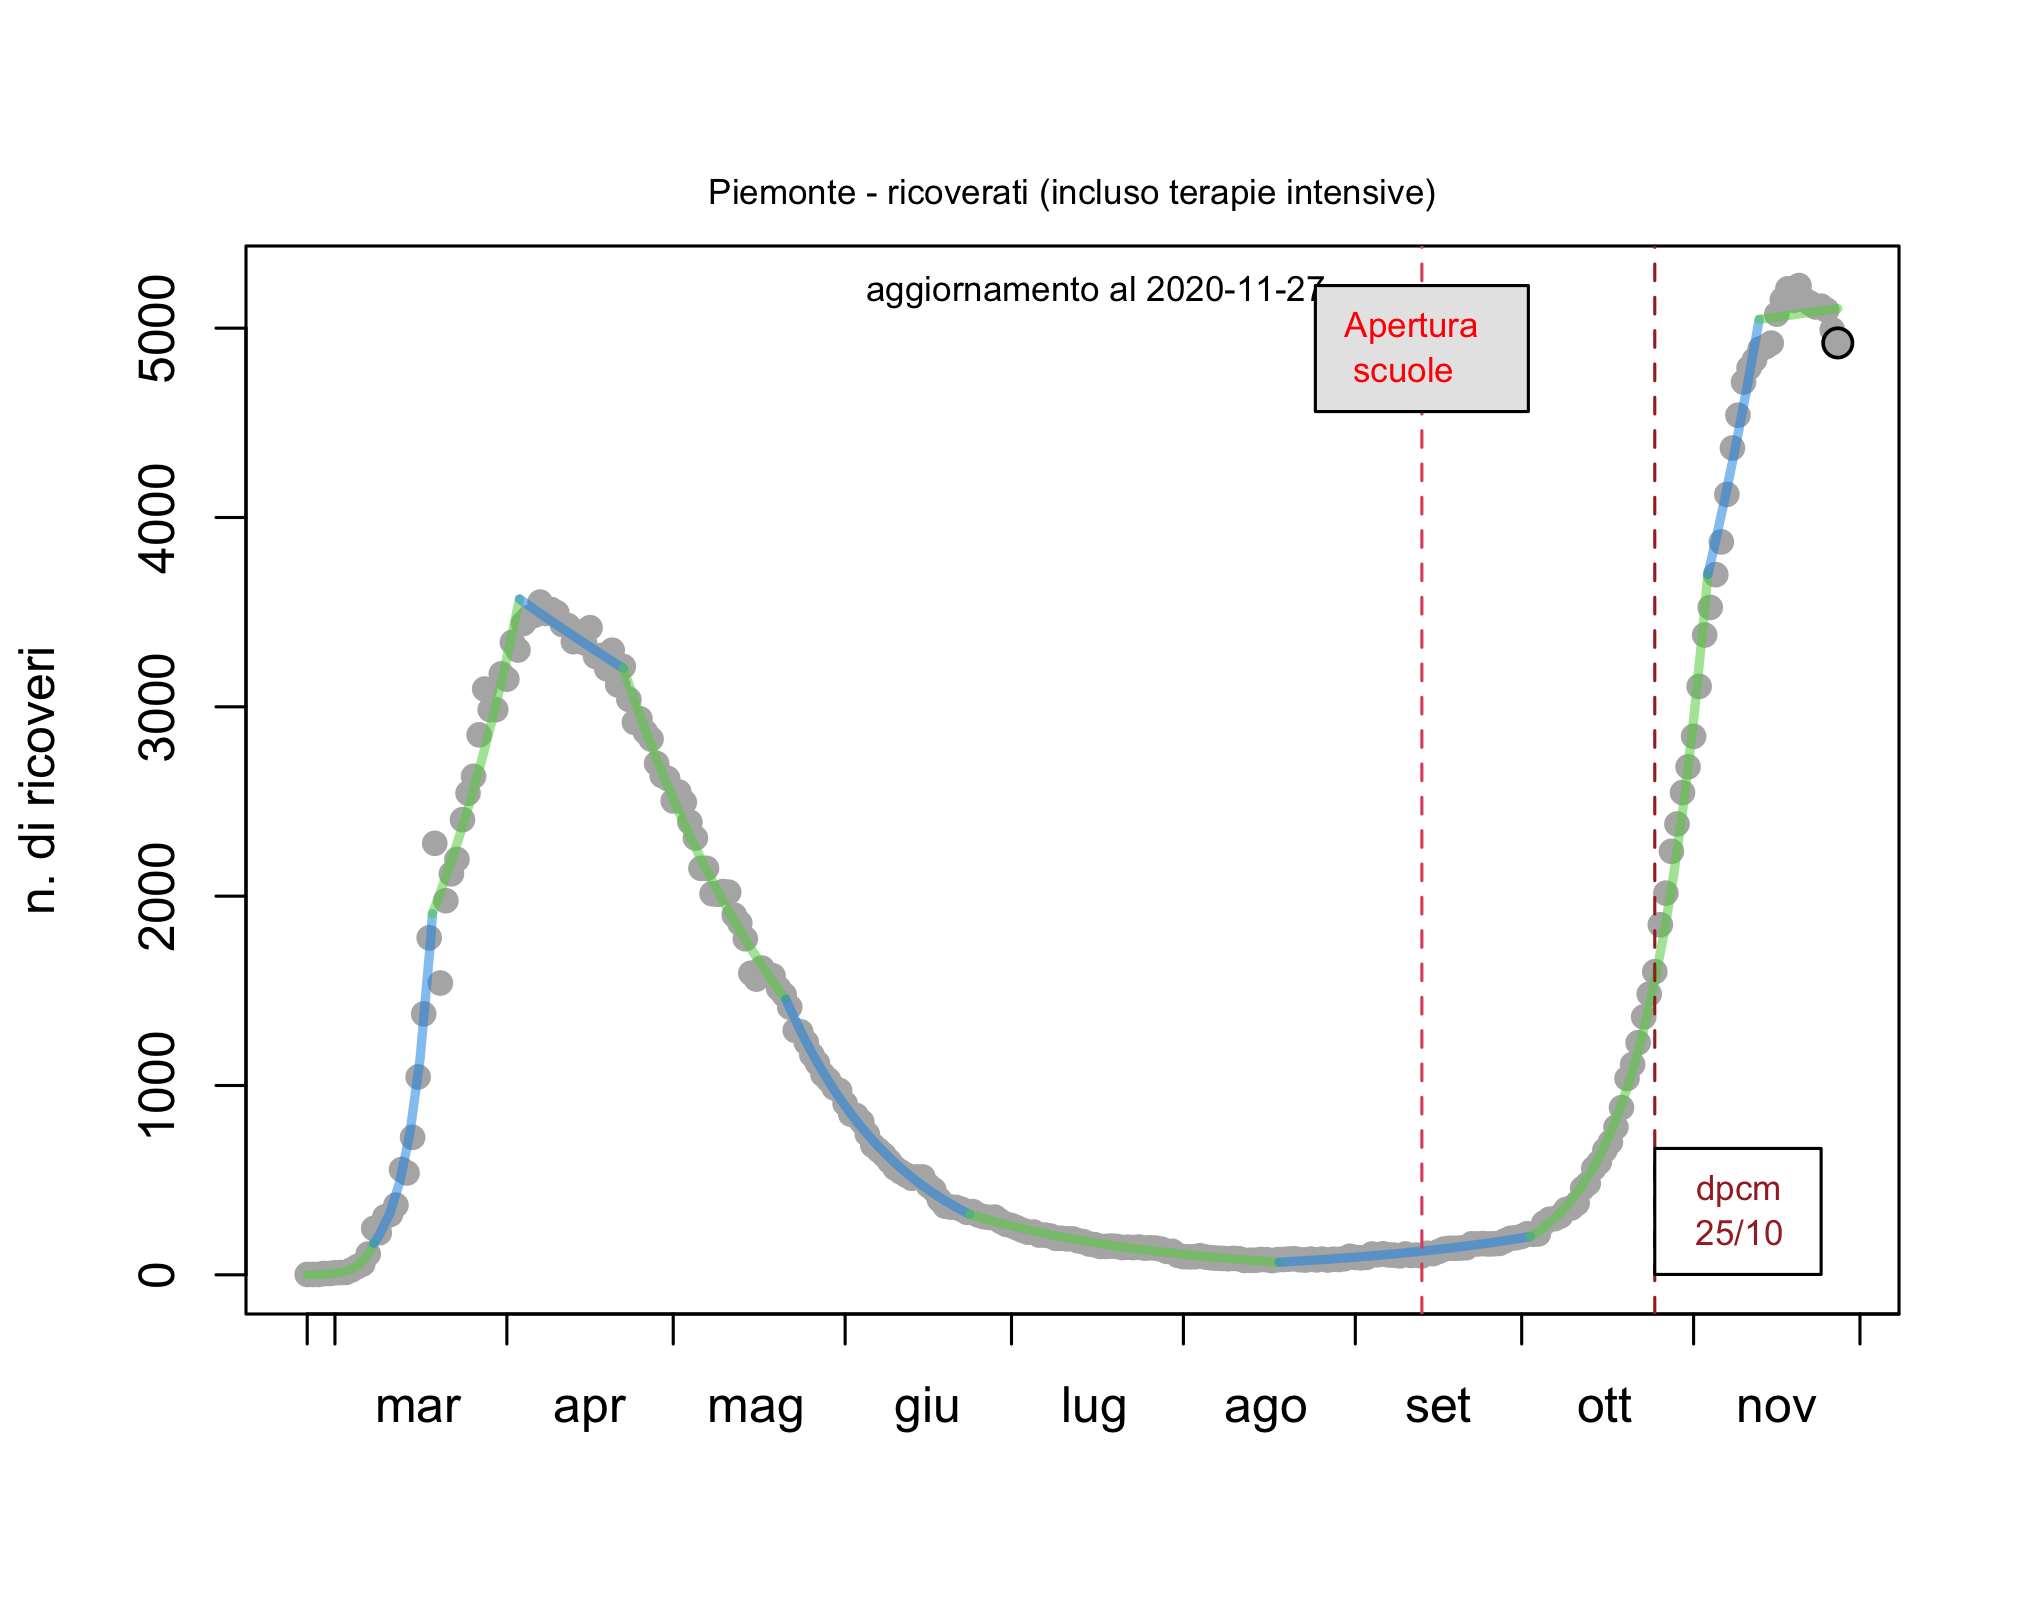 Piemonte - ricoverati (incluso terapie intensive)
aggiornamento al 2020-11-27
Apertura
scuole
n. di ricoveri
5000
4000
3000
2000
1000
0
dpcm
25/10
mar apr mag giu lug ago set ott nov